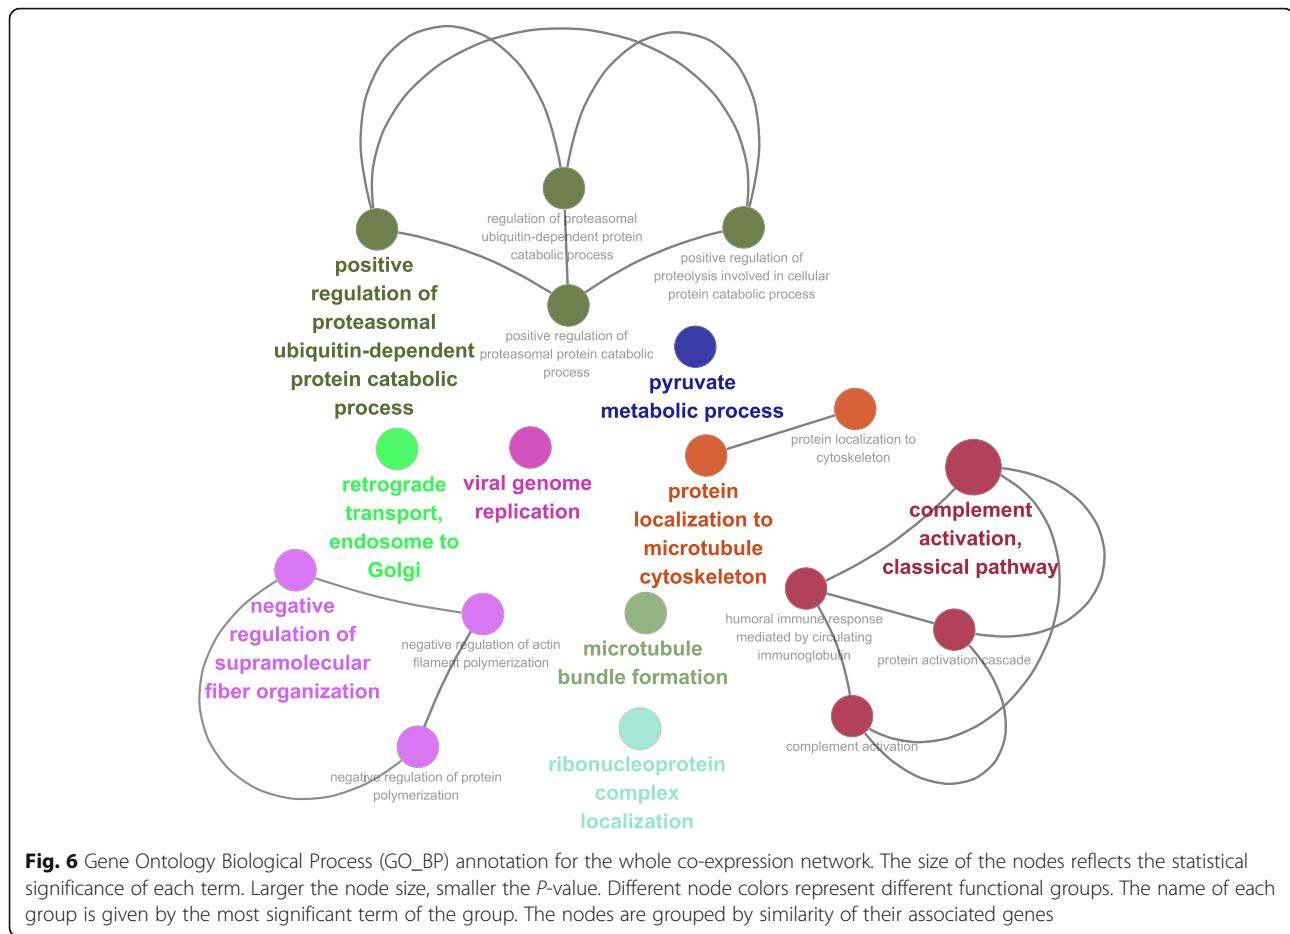 regulation of proteasomal
ubiquitin-dependent protein
catabolic process
positive
regulation of
proteasomal
ubiquitin-dependent
protein catabolic
process
positive regulation of
proteolysis involved in cellular
protein catabolic process
positive regulation of
proteasomal protein catabolic
process
pyruvate
metabolic process
protein localization to
cytoskeleton
retrograde
transport,
endosome to
Golgi
viral genome
replication
protein
localization to
microtubule
cytoskeleton
complement
activation,
classical pathway
negative
regulation of
supramolecular
fiber organization
negative regulation of actin
filament polymerization
microtubule
bundle formation
humoral immune response
mediated by circulating
immunoglobulin
protein activation cascade
complement activation
negative regulation of protein
polymerization
ribonucleoprotein
complex
localization
Fig. 6 Gene Ontology Biological Process (GO_BP) annotation for the whole co-expression network. The size of the nodes reflects the statistical
significance of each term. Larger the node size, smaller the P-value. Different node colors represent different functional groups. The name of each
group is given by the most significant term of the group. The nodes are grouped by similarity of their associated genes